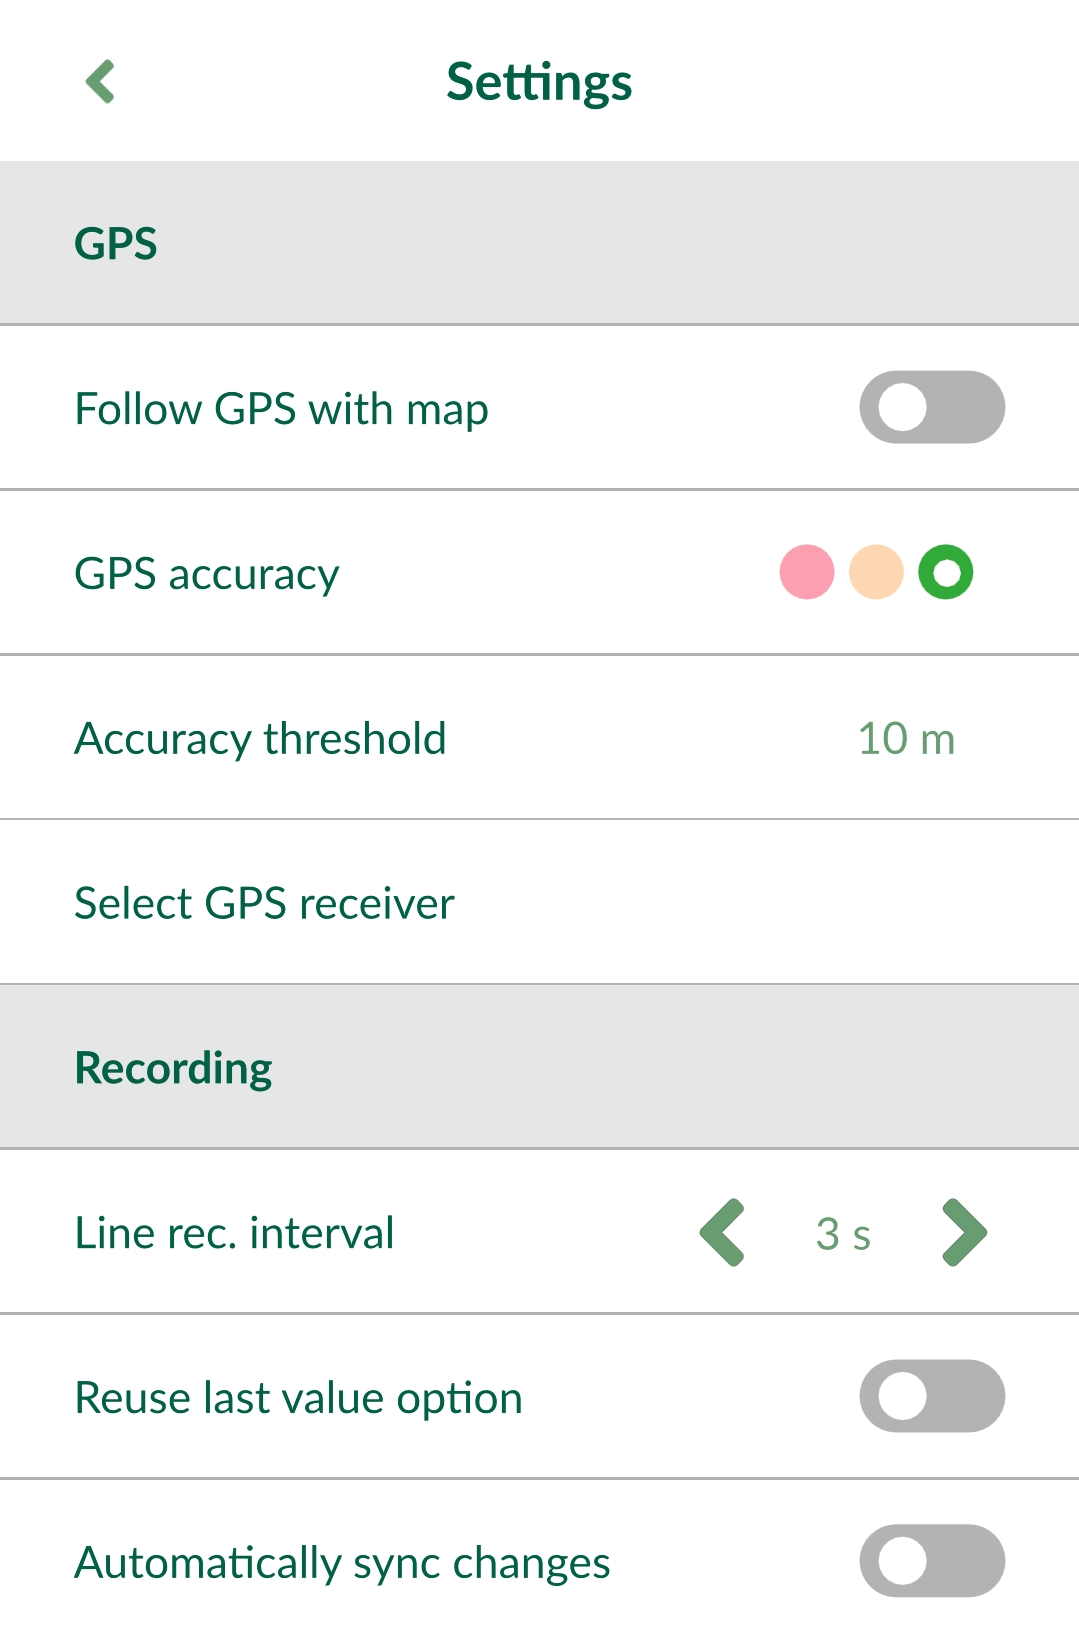 Settings
GPS
Follow GPS with map
GPS accuracy
Accuracy threshold 10 m
Select GPS receiver
Recording
Line rec. interval 3 s
Reuse last value option
Automatically sync changes